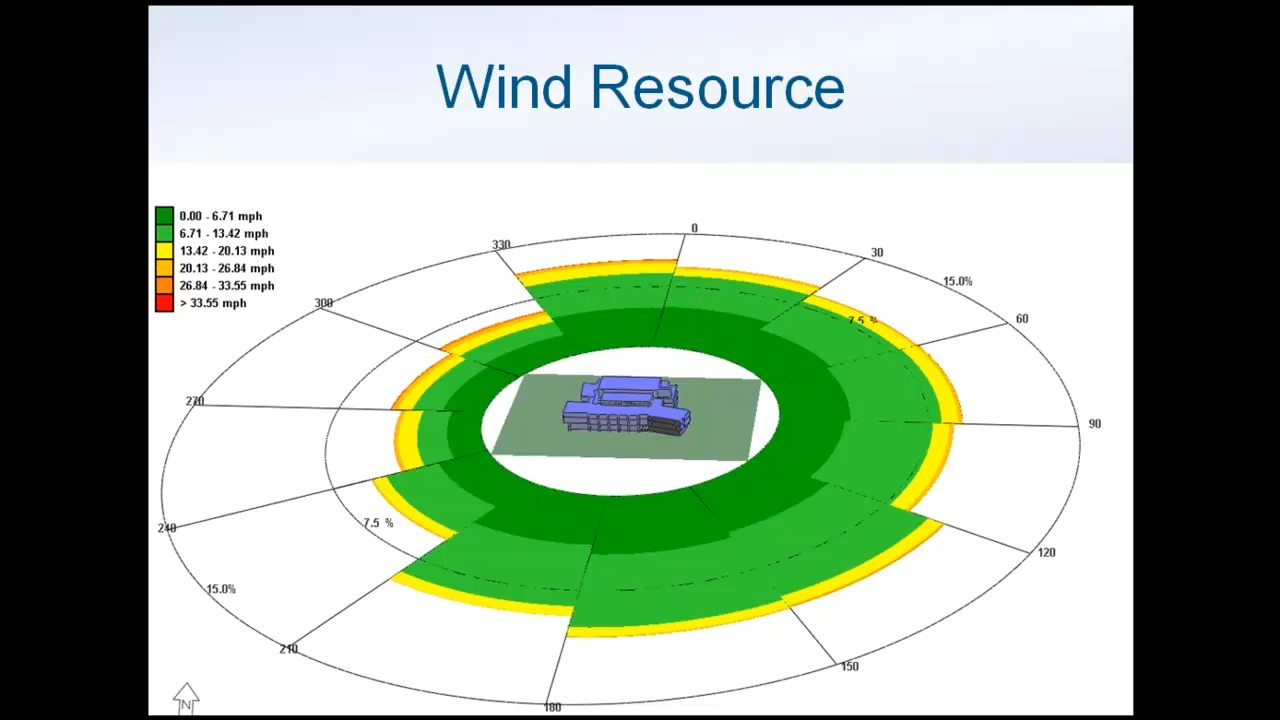 Wind Resource
0.00 - 6.71 mph
6.71 - 13.42 mph
13.42 - 20.13 mph
20.13 - 26.84 mph
26.84 - 33.55 mph
> 33.55 mph
0
330
30
15.0%
300
60
7.5 %
270
90
7.5 %
240
120
15.0%
210
150
180
N